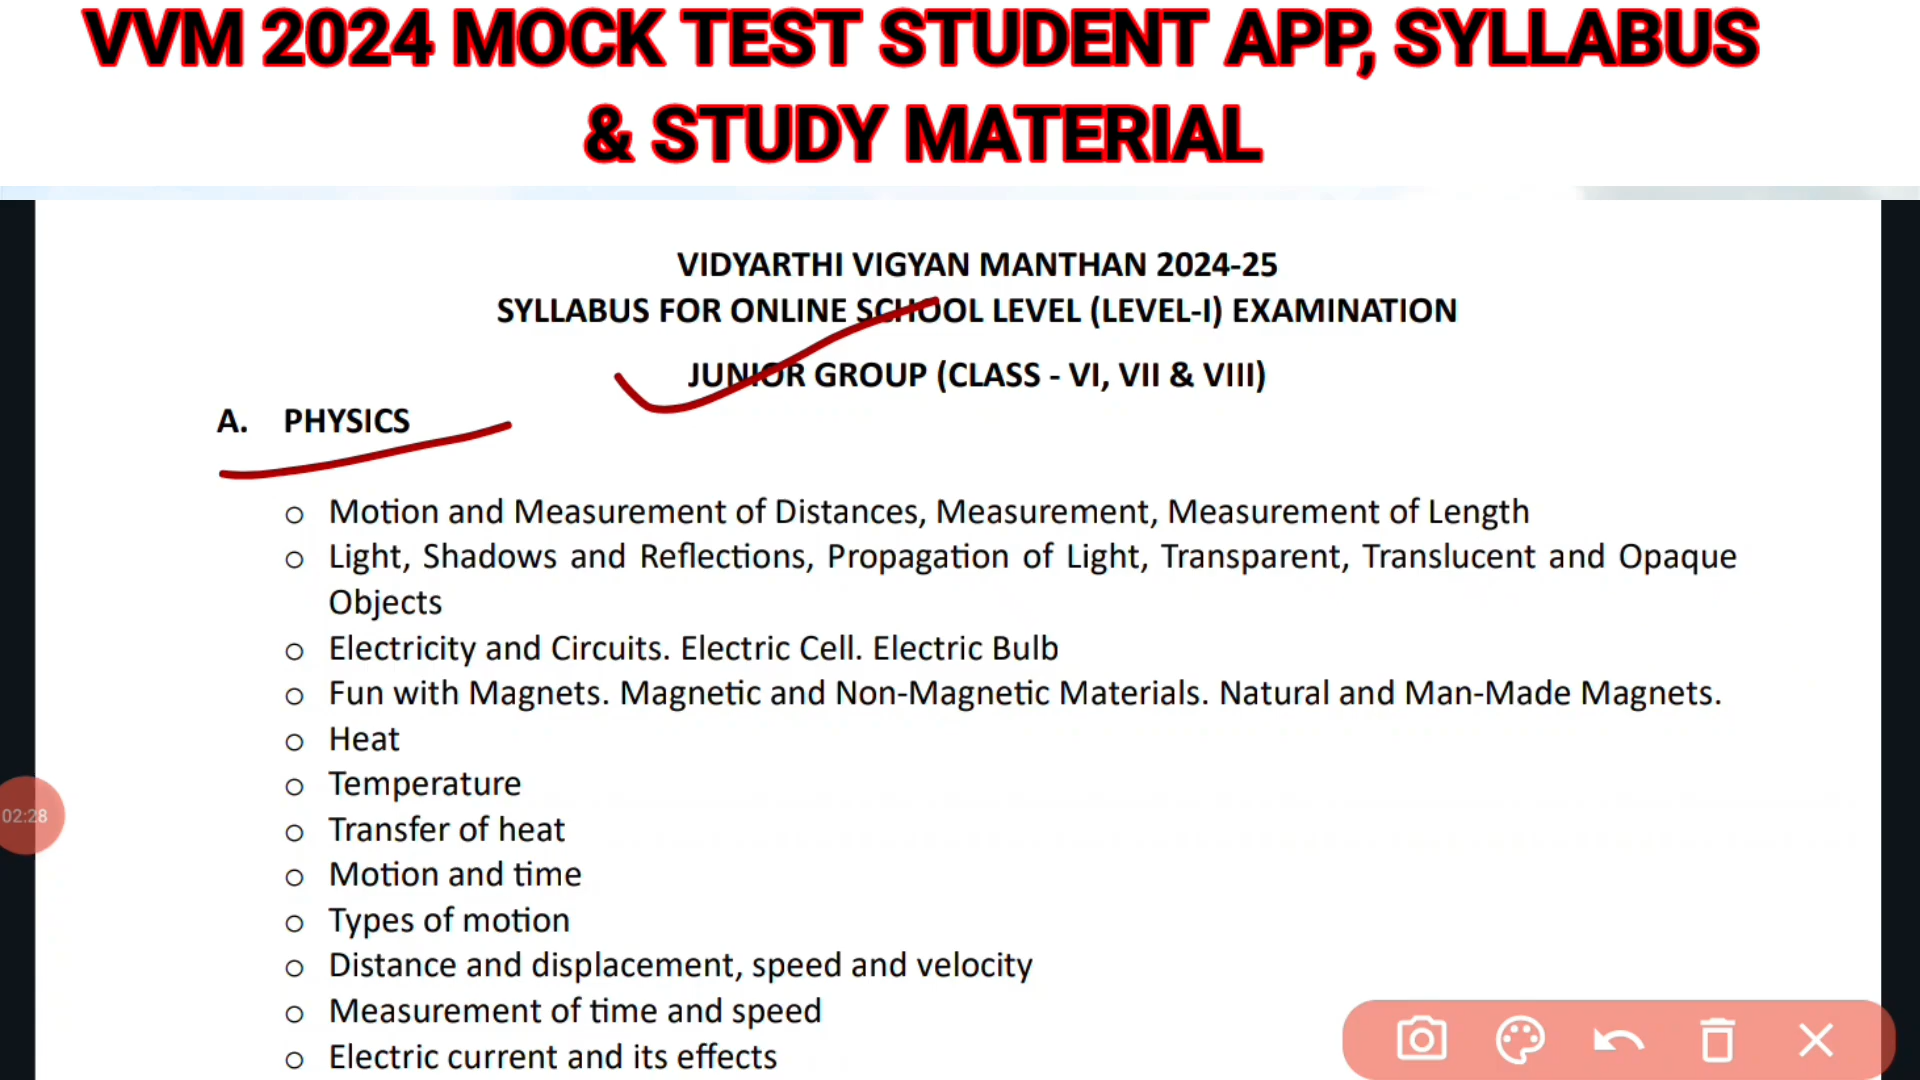 VVM 2024 MOCK TEST STUDENT APP, SYLLABUS
& STUDY MATERIAL
VIDYARTHI VIGYAN MANTHAN 2024-25
SYLLABUS FOR ONLINE SCHOOL LEVEL (LEVEL-I) EXAMINATION
JUNIOR GROUP (CLASS - VI, VII & VIII)
A. PHYSICS
o Motion and Measurement of Distances, Measurement, Measurement of Length
o Light, Shadows and Reflections, Propagation of Light, Transparent, Translucent and Opaque
Objects
o Electricity and Circuits. Electric Cell. Electric Bulb
o Fun with Magnets. Magnetic and Non-Magnetic Materials. Natural and Man-Made Magnets.
o Heat
o Temperature
02:28
o Transfer of heat
o Motion and time
o Types of motion
o Distance and displacement, speed and velocity
o Measurement of time and speed
o Electric current and its effects